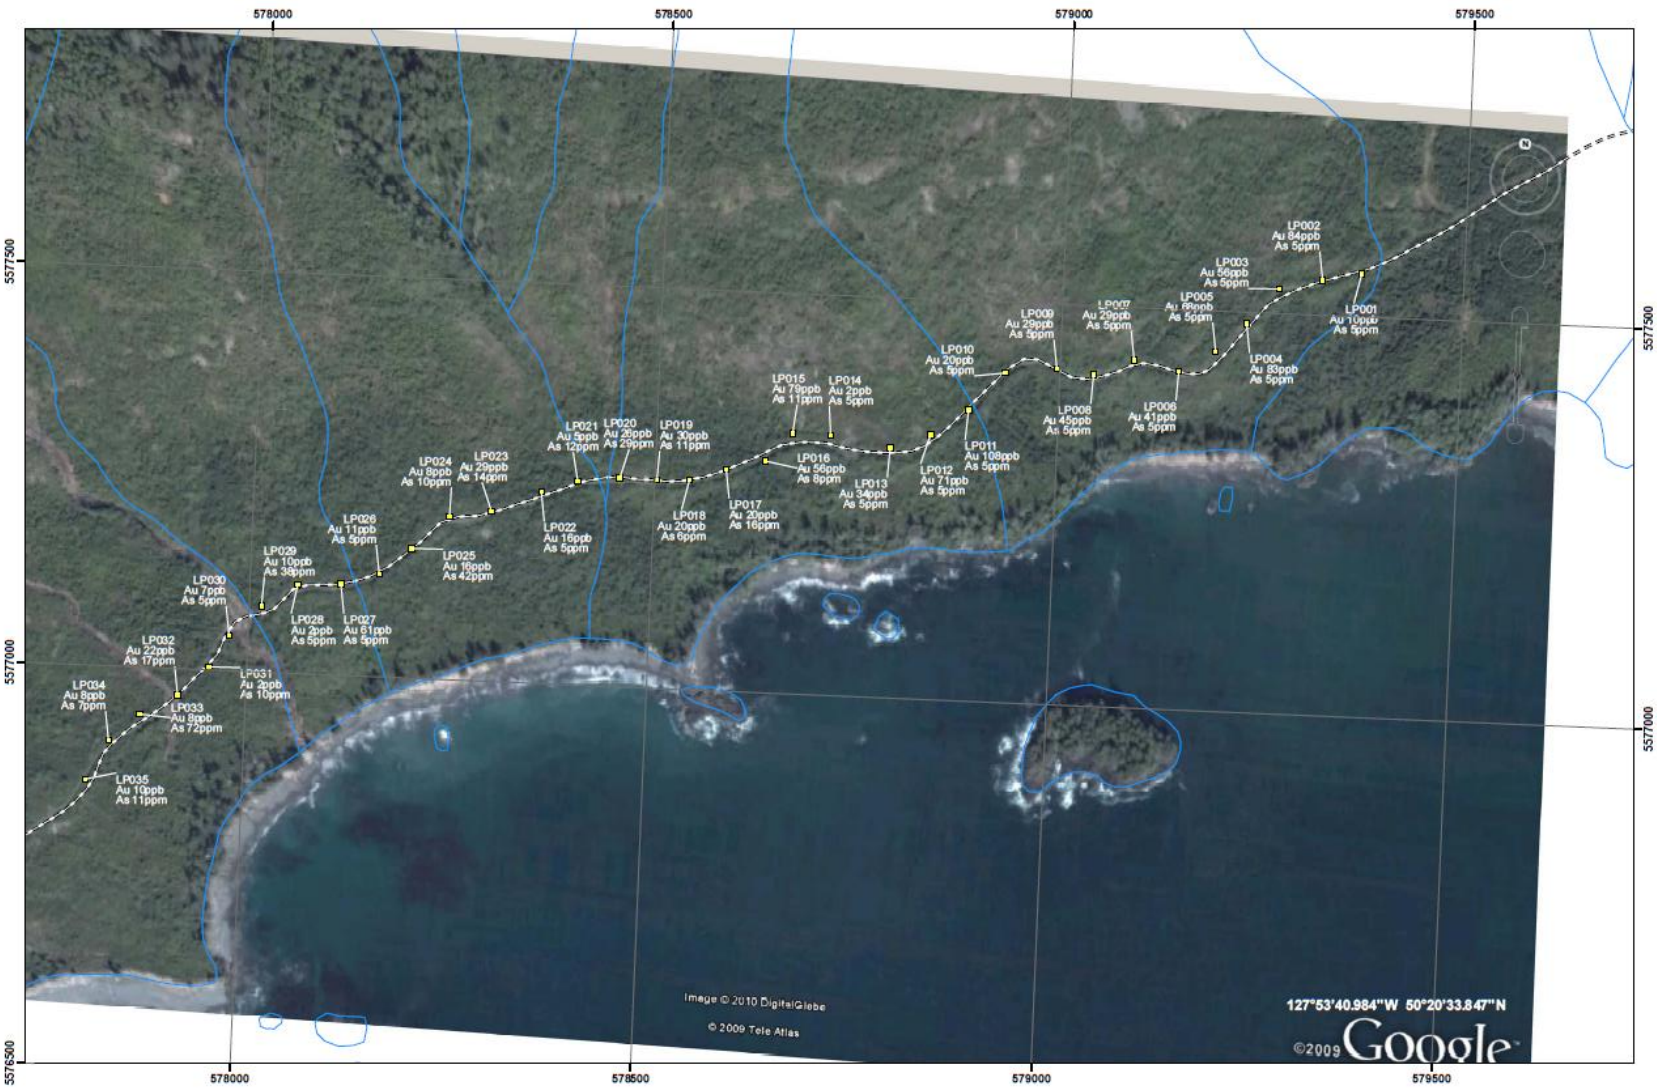 578000
578500
579000
579500
5577500
5577000
5576500
5577500
5577000
LP002
Au 84ppb
As 5ppm
LP003
Au 56ppb
As 5ppm
LP005
Au 68ppb
As 5ppm
LP001
Au 10ppb
As 5ppm
LP007
Au 29ppb
As 5ppm
LP009
Au 29ppb
As 5ppm
LP004
Au 83ppb
As 5ppm
LP010
Au 20ppb
As 5ppm
LP006
Au 41ppb
As 5ppm
LP008
Au 45ppb
As 5ppm
LP015
Au 79ppb
As 11ppm
LP014
Au 2ppb
As 5ppm
LP011
Au 108ppb
As 5ppm
LP012
Au 71ppb
As 5ppm
LP013
Au 34ppb
As 5ppm
LP016
Au 56ppb
As 8ppm
LP021
Au 5ppb
As 12ppm
LP020
Au 26ppb
As 29ppm
LP019
Au 30ppb
As 11ppm
LP017
Au 20ppb
As 16ppm
LP018
Au 20ppb
As 6ppm
LP024
Au 8ppb
As 10ppm
LP023
Au 29ppb
As 14ppm
LP022
Au 16ppb
As 5ppm
LP026
Au 11ppb
As 5ppm
LP025
Au 16ppb
As 42ppm
LP029
Au 10ppb
As 38ppm
LP030
Au 7ppb
As 5ppm
LP028
Au 2ppb
As 5ppm
LP027
Au 61ppb
As 5ppm
LP032
Au 22ppb
As 17ppm
LP031
Au 2ppb
As 10ppm
LP034
Au 8ppb
As 7ppm
LP033
Au 8ppb
As 72ppm
LP035
Au 10ppb
As 11ppm
N
Image © 2010 DigitalGlobe
© 2009 Tele Atlas
127°53'40.984"W 50°20'33.847"N
©2009 Google™
578000
578500
579000
579500